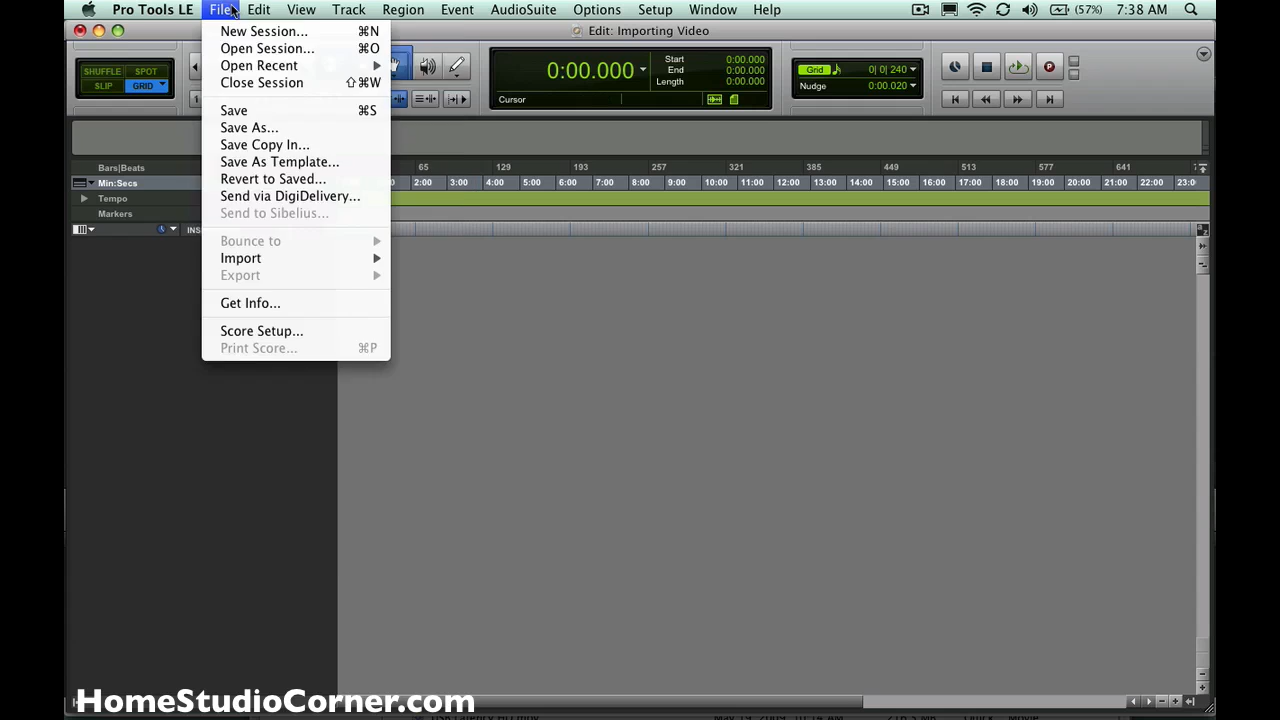 Pro Tools LE File Edit View Track Region Event AudioSuite Options Setup Window Help (57%) 7:38 AM
Edit: Importing Video
New Session... ⌘N
Open Session... ⌘O
Open Recent
Close Session ⇧⌘W
Save ⌘S
Save As...
Save Copy In...
Save As Template...
Revert to Saved...
Send via DigiDelivery...
Send to Sibelius...
Bounce to
Import
Export
Get Info...
Score Setup...
Print Score... ⌘P
SHUFFLE SPOT
SLIP GRID
0:00.000
Start 0:00.000
End 0:00.000
Length 0:00.000
Cursor
Grid 0| 0| 240
Nudge 0:00.020
Bars|Beats 65 129 193 257 321 385 449 513 577 641
Min:Secs 2:00 3:00 4:00 5:00 6:00 7:00 8:00 9:00 10:00 11:00 12:00 13:00 14:00 15:00 16:00 17:00 18:00 19:00 20:00 21:00 22:00 23:0
Tempo
Markers
INS
HomeStudioCorner.com